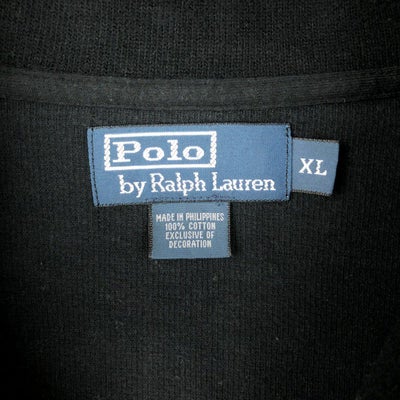 Polo
by Ralph Lauren
XL
MADE IN PHILIPPINES
100% COTTON
EXCLUSIVE OF
DECORATION